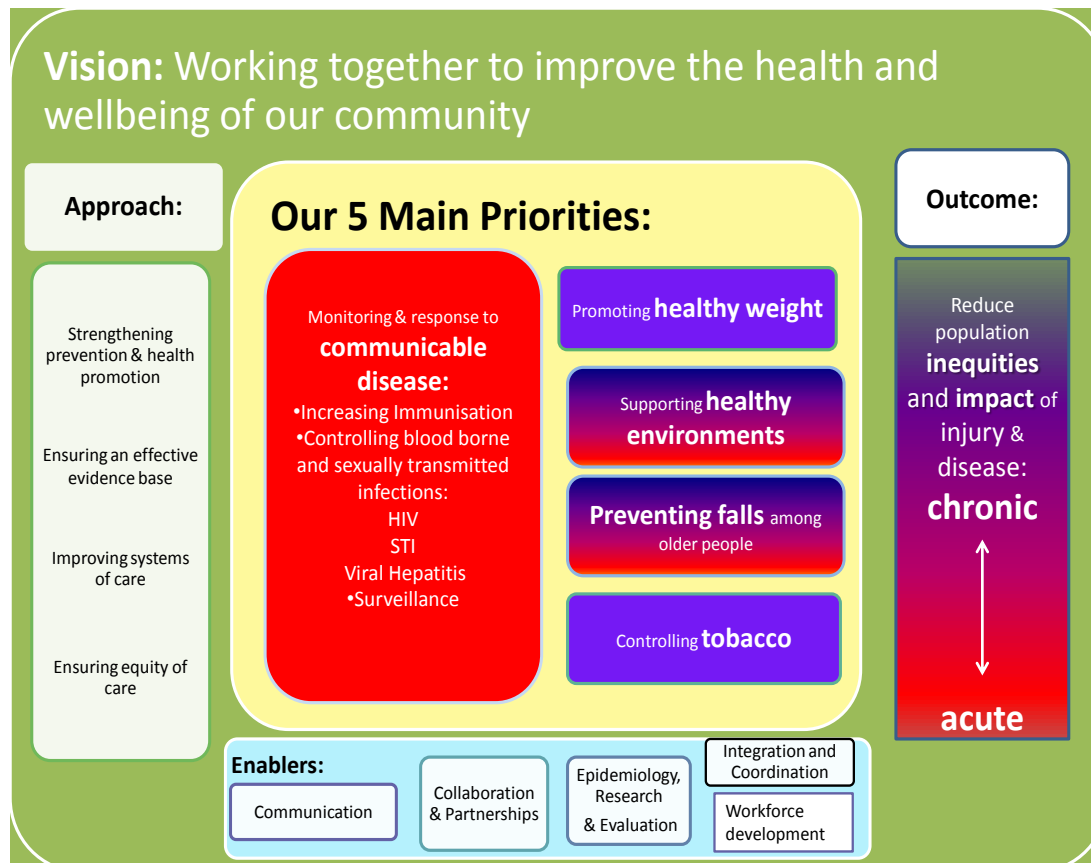 Vision: Working together to improve the health and
wellbeing of our community
Approach:
Strengthening
prevention & health
promotion
Ensuring an effective
evidence base
Improving systems
of care
Ensuring equity of
care
Our 5 Main Priorities:
Monitoring & response to
communicable
disease:
•Increasing Immunisation
•Controlling blood borne
and sexually transmitted
infections:
HIV
STI
Viral Hepatitis
•Surveillance
Promoting healthy weight
Supporting healthy
environments
Preventing falls among
older people
Controlling tobacco
Outcome:
Reduce
population
inequities
and impact of
injury &
disease:
chronic
acute
Enablers:
Communication
Collaboration
& Partnerships
Epidemiology,
Research
& Evaluation
Integration and
Coordination
Workforce
development